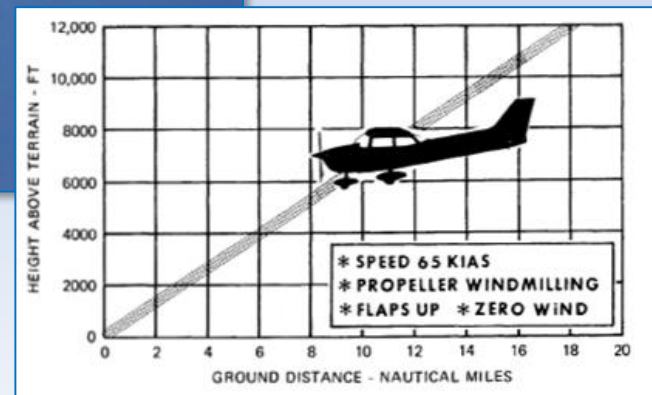 12,000
10,000
8000
6000
4000
2000
0
HEIGHT ABOVE TERRAIN - FT
* SPEED 65 KIAS
* PROPELLER WINDMILLING
* FLAPS UP * ZERO WiND
0 2 4 6 8 10 12 14 16 18 20
GROUND DISTANCE - NAUTICAL MILES